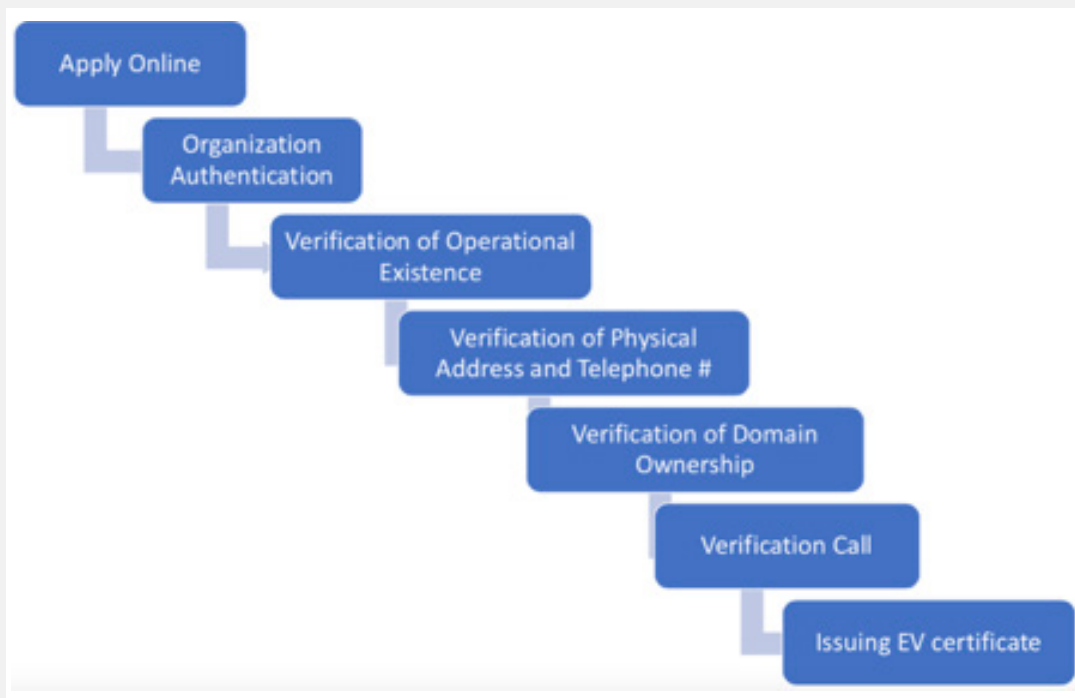 Apply Online
Organization
Authentication
Verification of Operational
Existence
Verification of Physical
Address and Telephone #
Verification of Domain
Ownership
Verification Call
Issuing EV certificate